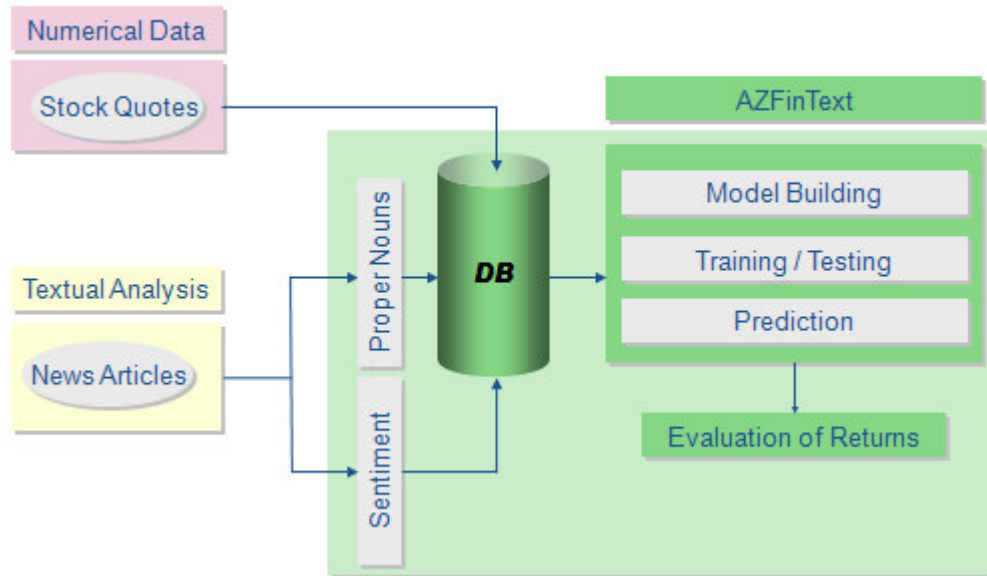 Numerical Data
Stock Quotes
AZFinText
Model Building
Proper Nouns
DB
Training / Testing
Textual Analysis
Prediction
News Articles
Sentiment
Evaluation of Returns